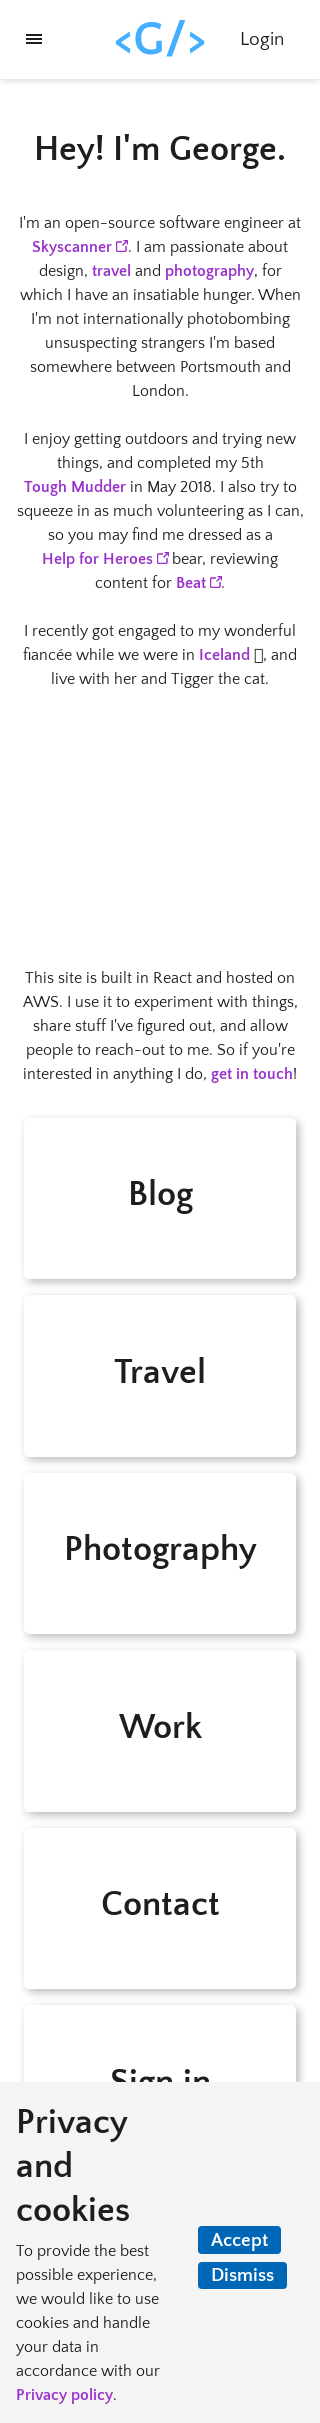 <G/>
Login
Hey! I'm George.
I'm an open-source software engineer at
Skyscanner. I am passionate about
design, travel and photography, for
which I have an insatiable hunger. When
I'm not internationally photobombing
unsuspecting strangers I'm based
somewhere between Portsmouth and
London.
I enjoy getting outdoors and trying new
things, and completed my 5th
Tough Mudder in May 2018. I also try to
squeeze in as much volunteering as I can,
so you may find me dressed as a
Help for Heroes bear, reviewing
content for Beat.
I recently got engaged to my wonderful
fiancée while we were in Iceland , and
live with her and Tigger the cat.
This site is built in React and hosted on
AWS. I use it to experiment with things,
share stuff I've figured out, and allow
people to reach-out to me. So if you're
interested in anything I do, get in touch!
Blog
Travel
Photography
Work
Contact
Sign in
Privacy
and
cookies
To provide the best
possible experience,
we would like to use
cookies and handle
your data in
accordance with our
Privacy policy.
Accept
Dismiss